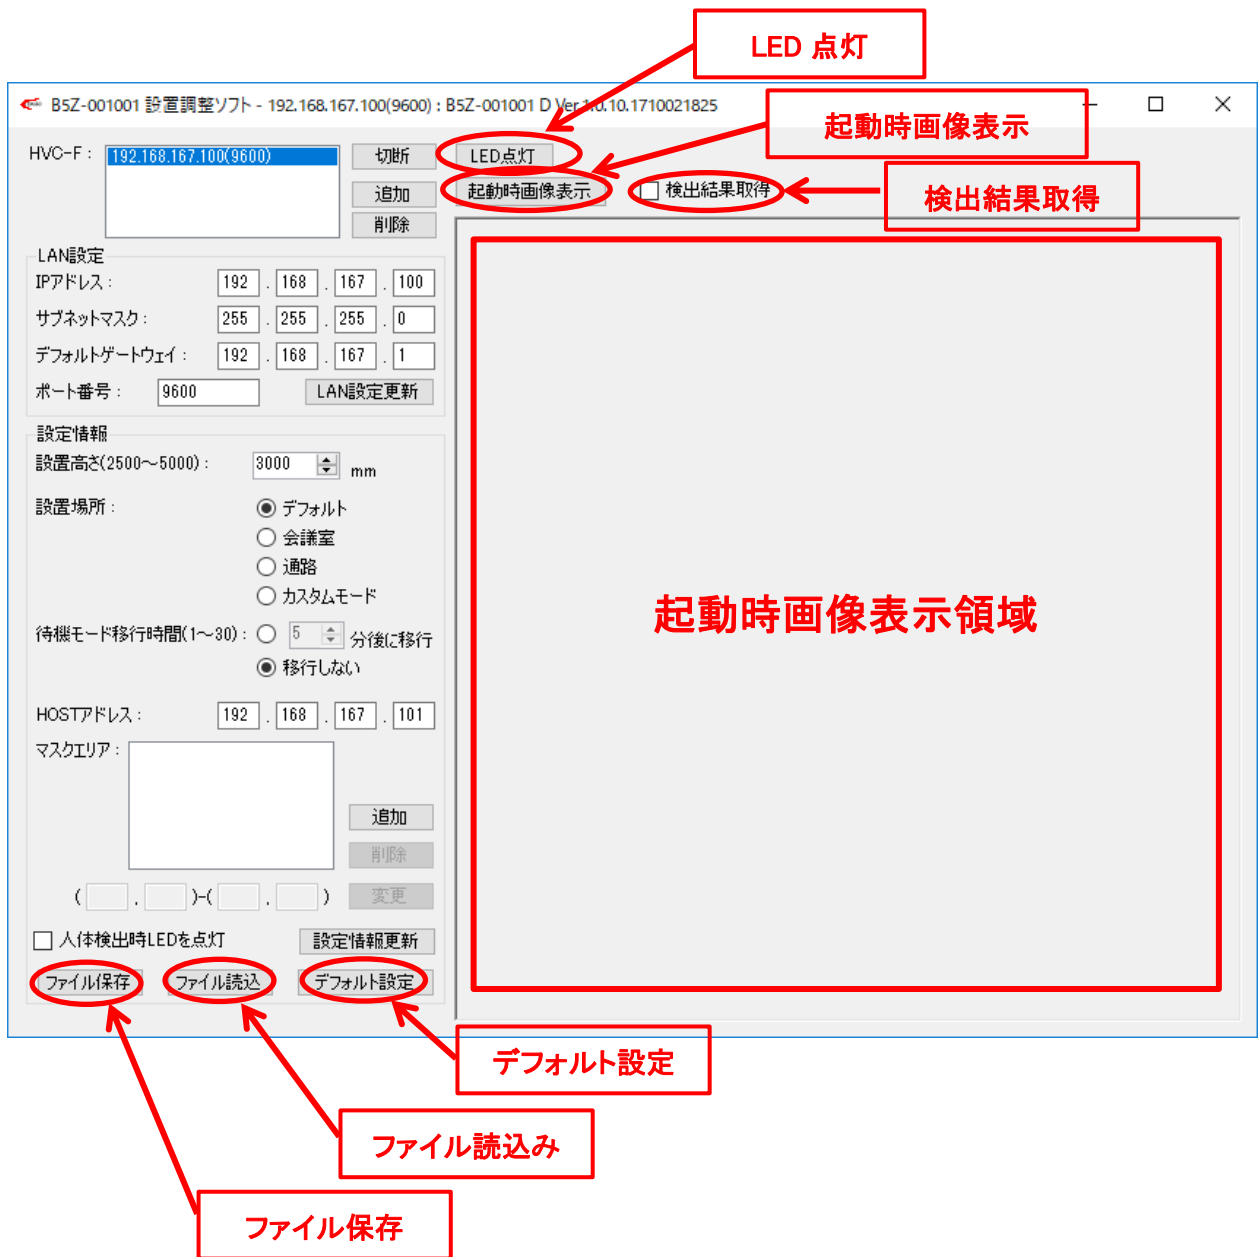 LED 点灯
B5Z-001001 設置調整ソフト - 192.168.167.100(9600) : B5Z-001001 D Ver.1.0.10.1710021825
起動時画像表示
HVC-F : 192.168.167.100(9600) 切断 LED点灯
追加 起動時画像表示 検出結果取得
検出結果取得
削除
LAN設定
IPアドレス : 192 . 168 . 167 . 100
サブネットマスク : 255 . 255 . 255 . 0
デフォルトゲートウェイ : 192 . 168 . 167 . 1
ポート番号 : 9600 LAN設定更新
設定情報
設置高さ(2500～5000) : 3000 mm
設置場所 : デフォルト
会議室
通路
カスタムモード
起動時画像表示領域
待機モード移行時間(1～30) : 5 分後に移行
移行しない
HOSTアドレス : 192 . 168 . 167 . 101
マスクエリア :
追加
削除
( , )-( , ) 変更
人体検出時LEDを点灯 設定情報更新
ファイル保存 ファイル読込 デフォルト設定
デフォルト設定
ファイル読込み
ファイル保存